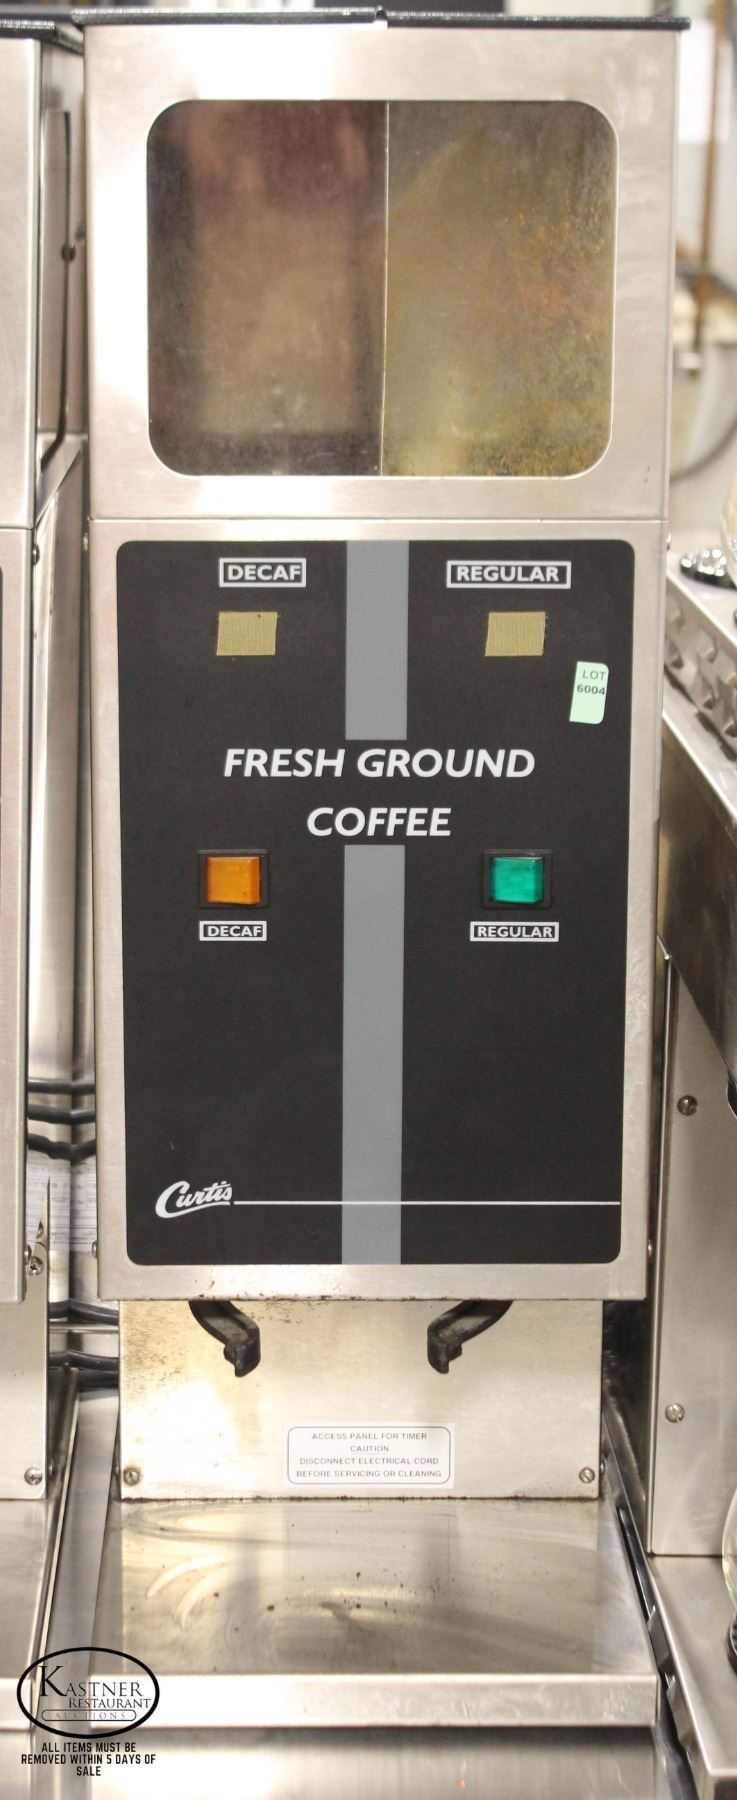 DECAF
REGULAR
LOT
6004
FRESH GROUND
COFFEE
DECAF
REGULAR
Curtis
ACCESS PANEL FOR TIMER
CAUTION
DISCONNECT ELECTRICAL CORD
BEFORE SERVICING OR CLEANING
KASTNER
RESTAURANT
AUCTIONS
ALL ITEMS MUST BE
REMOVED WITHIN 5 DAYS OF
SALE